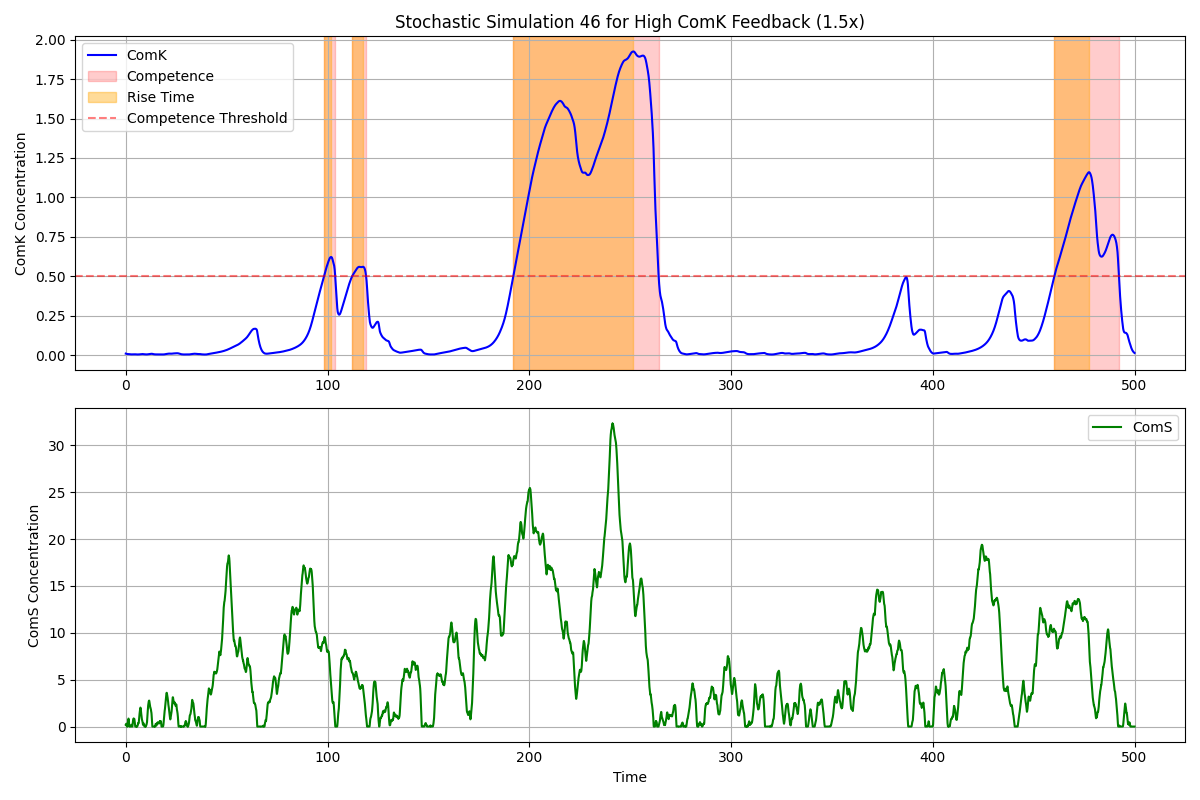 Stochastic Simulation 46 for High ComK Feedback (1.5x)
ComK Concentration
2.00
1.75
1.50
1.25
1.00
0.75
0.50
0.25
0.00
ComK
Competence
Rise Time
Competence Threshold
0 100 200 300 400 500
ComS Concentration
30
25
20
15
10
5
0
ComS
0 100 200 300 400 500
Time